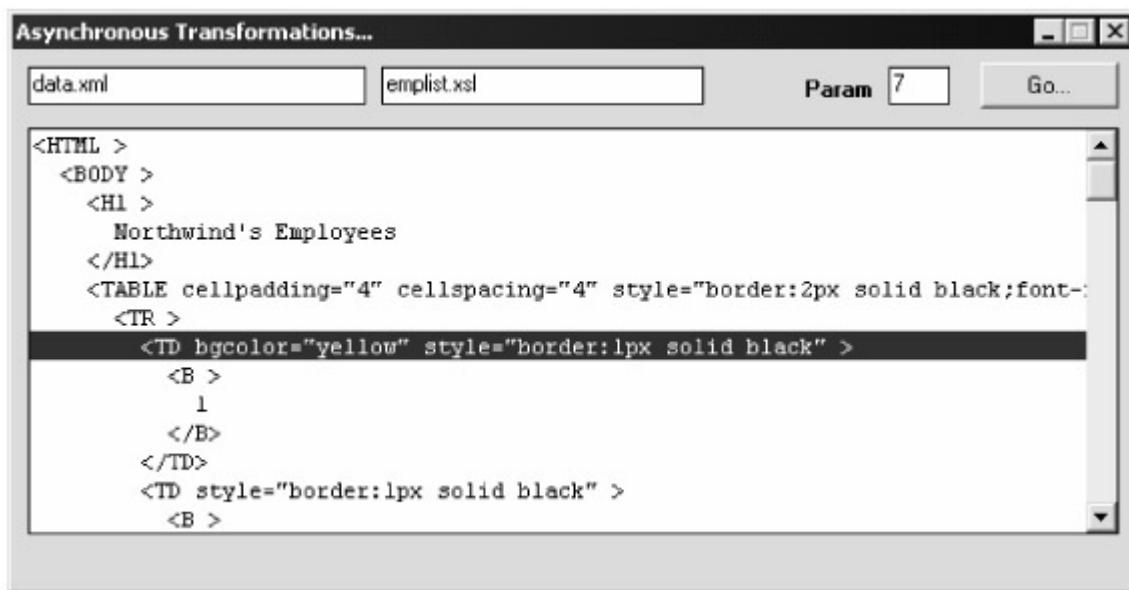 Asynchronous Transformations...
data.xml emplist.xsl Param 7 Go...
<HTML >
<BODY >
<H1 >
Northwind's Employees
</H1>
<TABLE cellpadding="4" cellspacing="4" style="border:2px solid black;font-
<TR >
<TD bgcolor="yellow" style="border:1px solid black" >
<B >
1
</B>
</TD>
<TD style="border:1px solid black" >
<B >